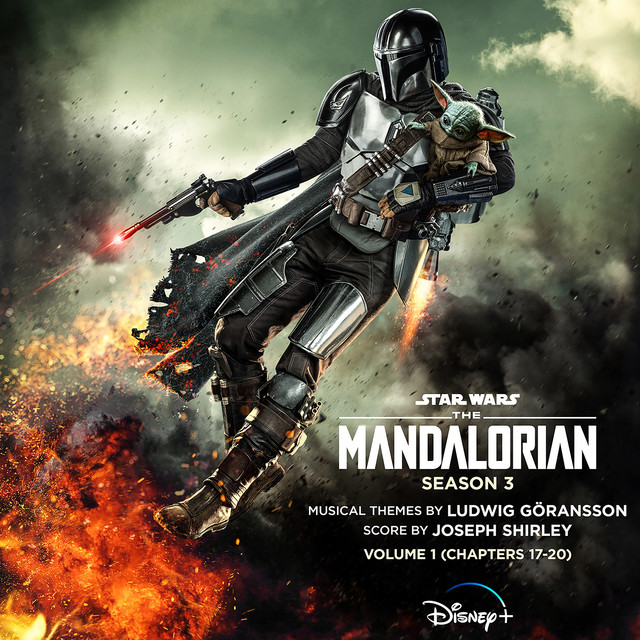 STAR WARS
THE
MANDALORIAN
SEASON 3
MUSICAL THEMES BY LUDWIG GÖRANSSON
SCORE BY JOSEPH SHIRLEY
VOLUME 1 (CHAPTERS 17-20)
Disney+